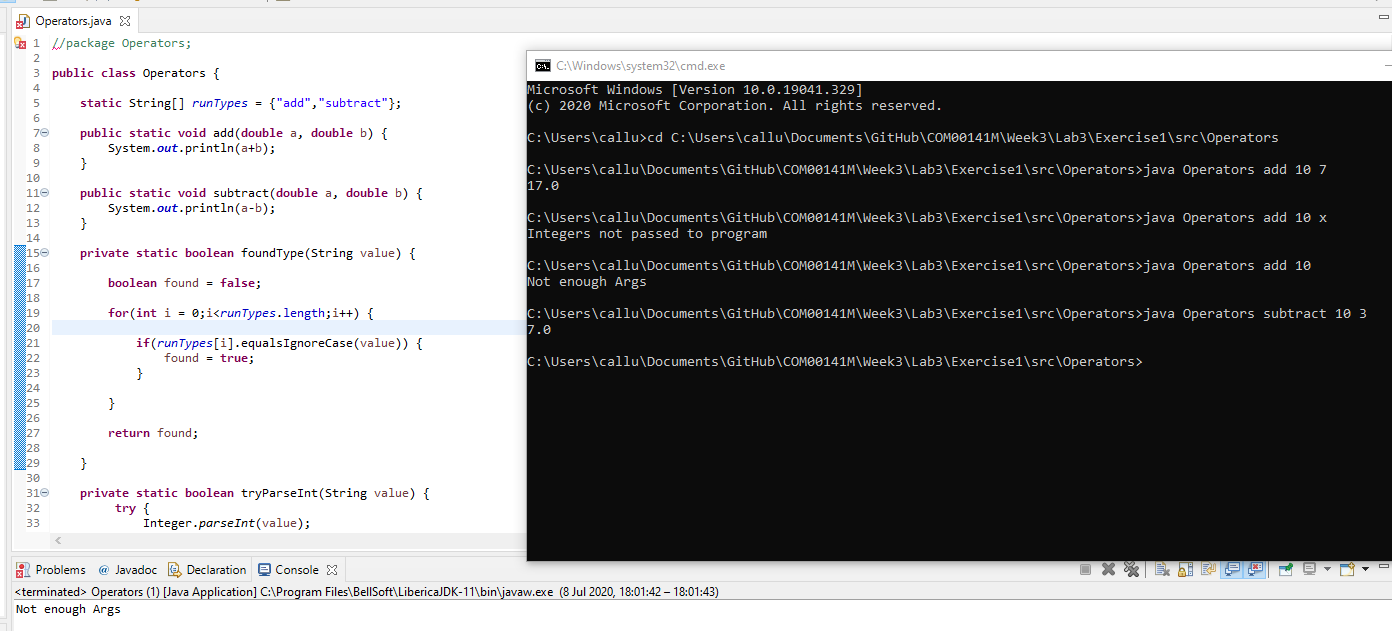 Operators.java
1 //package Operators;
2
3 public class Operators {
4
5 static String[] runTypes = {"add","subtract"};
6
7 public static void add(double a, double b) {
8 System.out.println(a+b);
9 }
10
11 public static void subtract(double a, double b) {
12 System.out.println(a-b);
13 }
14
15 private static boolean foundType(String value) {
16
17 boolean found = false;
18
19 for(int i = 0;i<runTypes.length;i++) {
20
21 if(runTypes[i].equalsIgnoreCase(value)) {
22 found = true;
23 }
24
25 }
26
27 return found;
28
29 }
30
31 private static boolean tryParseInt(String value) {
32 try {
33 Integer.parseInt(value);
C:\Windows\system32\cmd.exe
Microsoft Windows [Version 10.0.19041.329]
(c) 2020 Microsoft Corporation. All rights reserved.
C:\Users\callu>cd C:\Users\callu\Documents\GitHub\COM00141M\Week3\Lab3\Exercise1\src\Operators
C:\Users\callu\Documents\GitHub\COM00141M\Week3\Lab3\Exercise1\src\Operators>java Operators add 10 7
17.0
C:\Users\callu\Documents\GitHub\COM00141M\Week3\Lab3\Exercise1\src\Operators>java Operators add 10 x
Integers not passed to program
C:\Users\callu\Documents\GitHub\COM00141M\Week3\Lab3\Exercise1\src\Operators>java Operators add 10
Not enough Args
C:\Users\callu\Documents\GitHub\COM00141M\Week3\Lab3\Exercise1\src\Operators>java Operators subtract 10 3
7.0
C:\Users\callu\Documents\GitHub\COM00141M\Week3\Lab3\Exercise1\src\Operators>
Problems @ Javadoc Declaration Console
<terminated> Operators (1) [Java Application] C:\Program Files\BellSoft\LibericaJDK-11\bin\javaw.exe (8 Jul 2020, 18:01:42 – 18:01:43)
Not enough Args